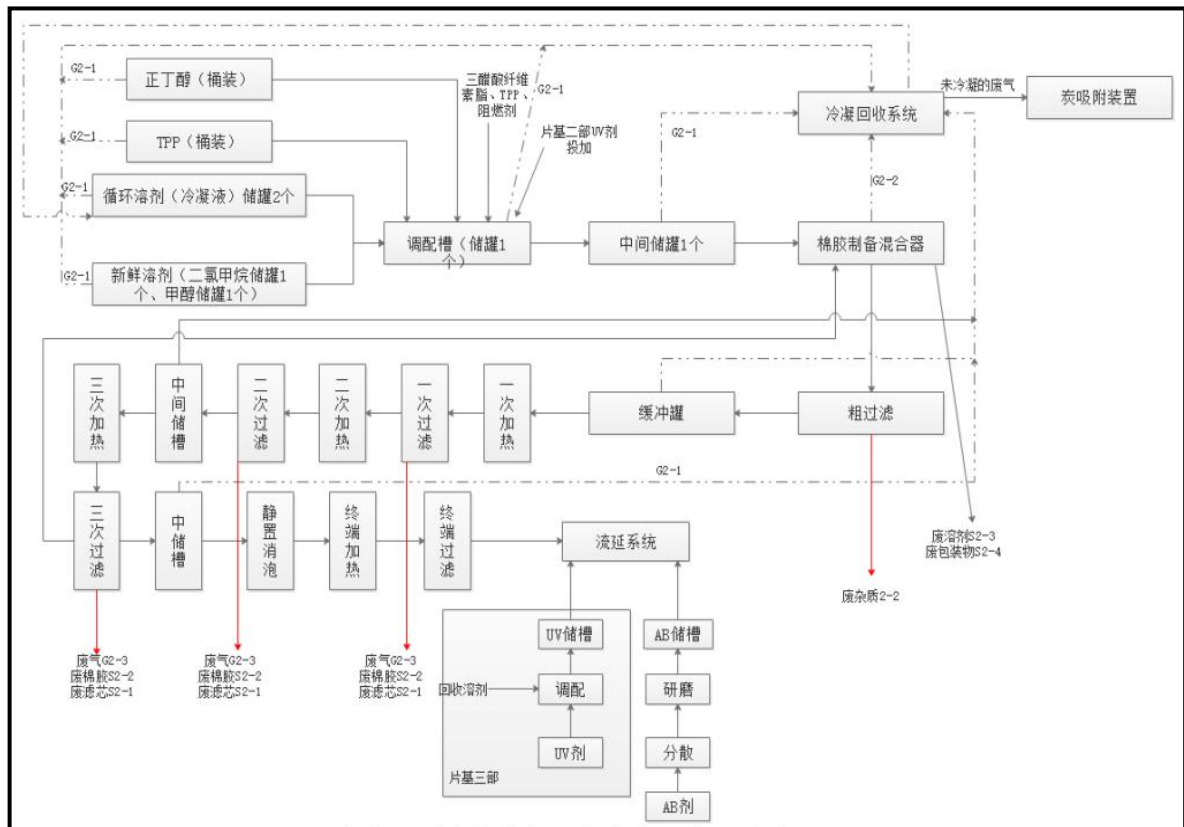 G2-1
正丁醇（桶装）
三醋酸纤维
素脂、TPP、
阻燃剂
G2-1
未冷凝的废气
炭吸附装置
冷凝回收系统
G2-1
TPP（桶装）
片基二部UV剂
投加
G2-1
G2-2
G2-1
循环溶剂（冷凝液）储罐2个
调配槽（储罐1
个）
中间储罐1个
棉胶制备混合器
G2-1
新鲜溶剂（二氯甲烷储罐1
个、甲醇储罐1个）
三次加热
中间储槽
二次过滤
二次加热
一次过滤
一次加热
缓冲罐
粗过滤
G2-1
三次过滤
中储槽
静置消泡
终端加热
终端过滤
流延系统
废溶剂S2-3
废包装物S2-4
废杂质2-2
废气G2-3
废棉胶S2-2
废滤芯S2-1
废气G2-3
废棉胶S2-2
废滤芯S2-1
废气G2-3
废棉胶S2-2
废滤芯S2-1
UV储槽
AB储槽
回收溶剂
调配
研磨
UV剂
分散
片基三部
AB剂